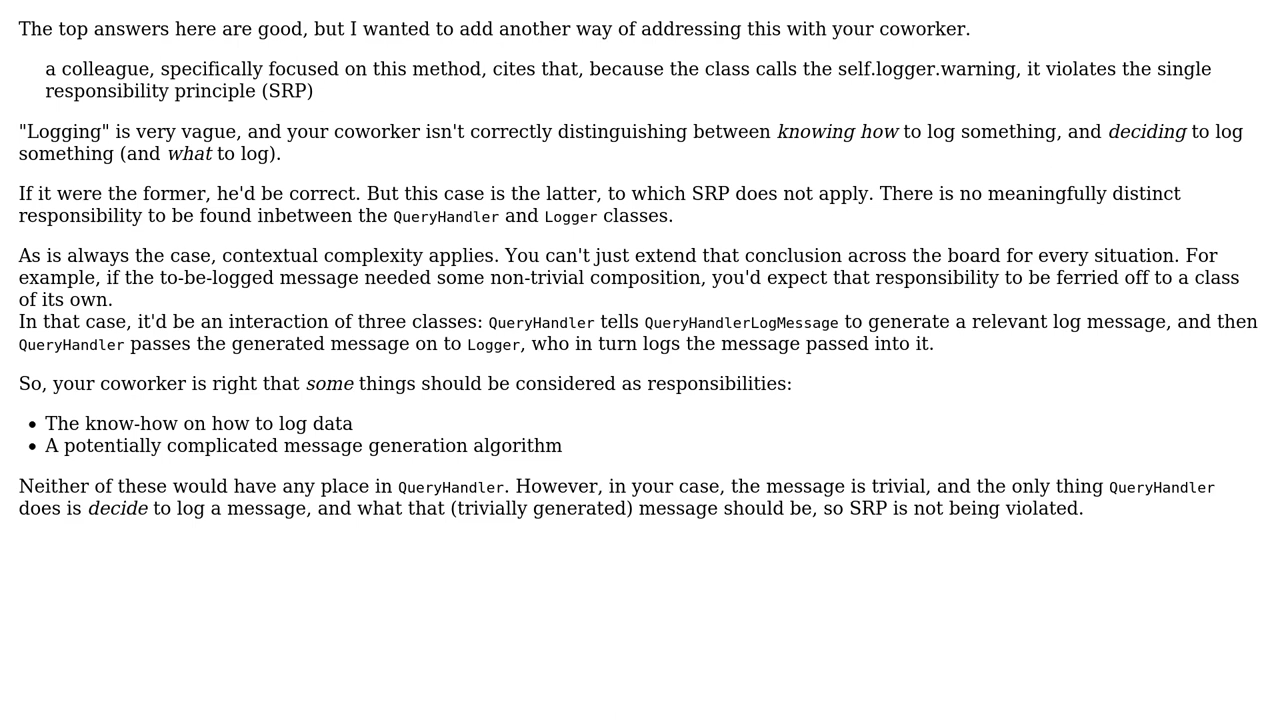 The top answers here are good, but I wanted to add another way of addressing this with your coworker.
a colleague, specifically focused on this method, cites that, because the class calls the self.logger.warning, it violates the single
responsibility principle (SRP)
"Logging" is very vague, and your coworker isn't correctly distinguishing between knowing how to log something, and deciding to log
something (and what to log).
If it were the former, he'd be correct. But this case is the latter, to which SRP does not apply. There is no meaningfully distinct
responsibility to be found inbetween the QueryHandler and Logger classes.
As is always the case, contextual complexity applies. You can't just extend that conclusion across the board for every situation. For
example, if the to-be-logged message needed some non-trivial composition, you'd expect that responsibility to be ferried off to a class
of its own.
In that case, it'd be an interaction of three classes: QueryHandler tells QueryHandlerLogMessage to generate a relevant log message, and then
QueryHandler passes the generated message on to Logger, who in turn logs the message passed into it.
So, your coworker is right that some things should be considered as responsibilities:
• The know-how on how to log data
• A potentially complicated message generation algorithm
Neither of these would have any place in QueryHandler. However, in your case, the message is trivial, and the only thing QueryHandler
does is decide to log a message, and what that (trivially generated) message should be, so SRP is not being violated.